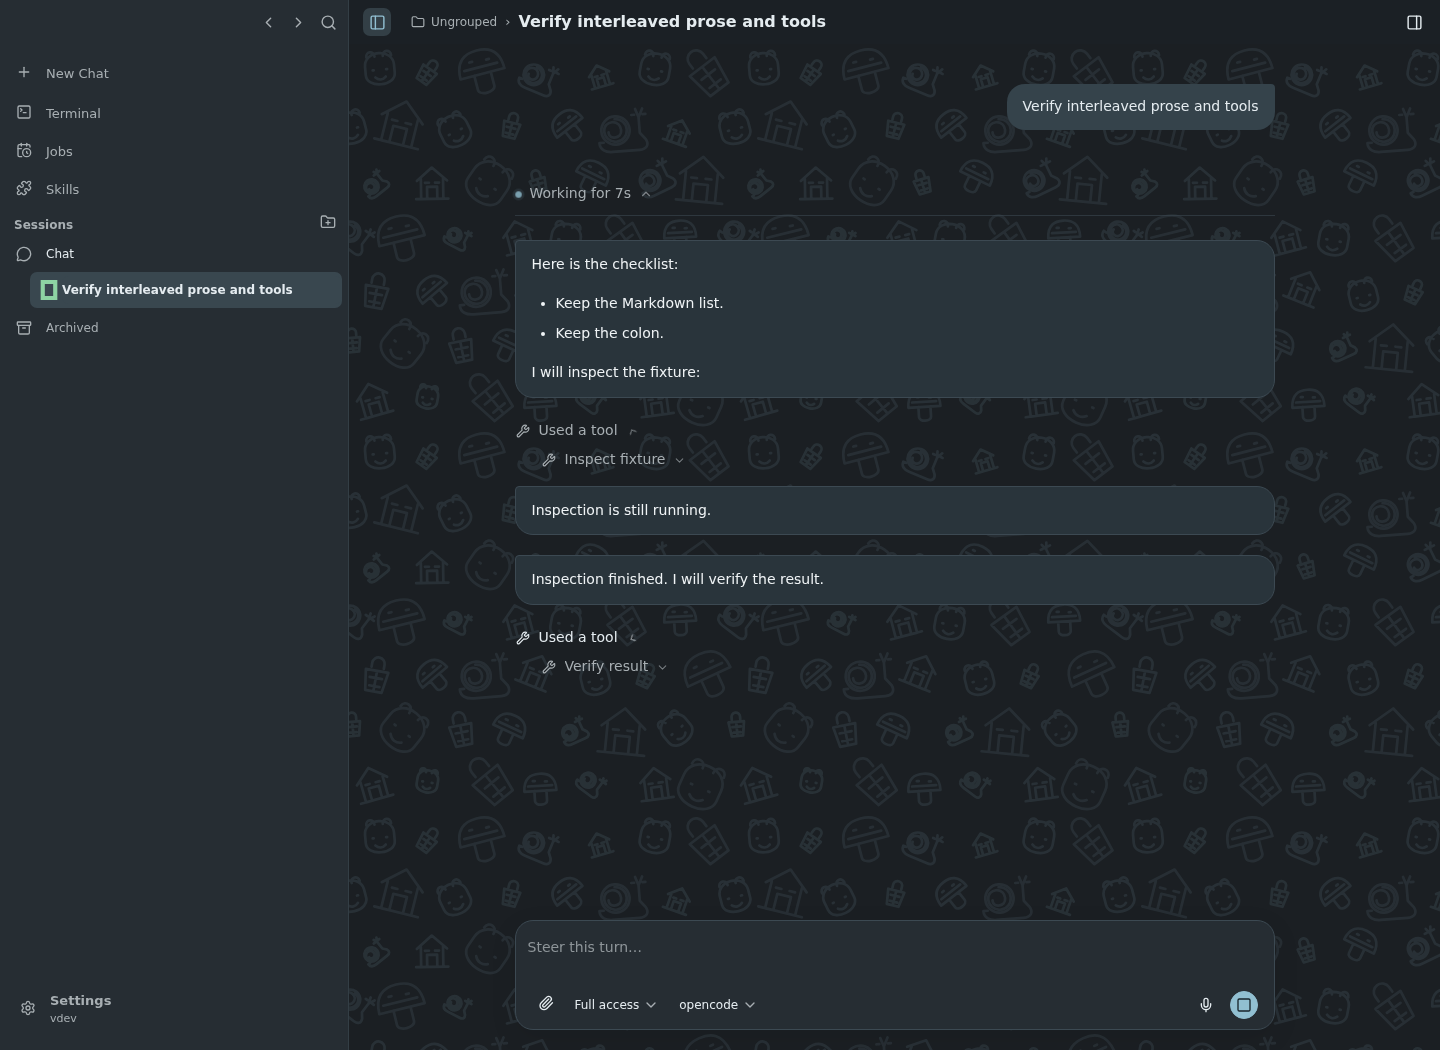 Ungrouped › Verify interleaved prose and tools
New Chat
Terminal
Jobs
Skills
Sessions
Chat
Verify interleaved prose and tools
Archived
Settings
vdev
Verify interleaved prose and tools
Working for 7s
Here is the checklist:
• Keep the Markdown list.
• Keep the colon.
I will inspect the fixture:
Used a tool
Inspect fixture
Inspection is still running.
Inspection finished. I will verify the result.
Used a tool
Verify result
Steer this turn...
Full access
opencode